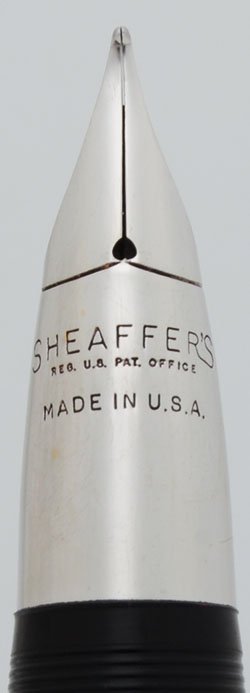 SHEAFFER'S
REG. U.S. PAT. OFFICE
MADE IN U.S.A.